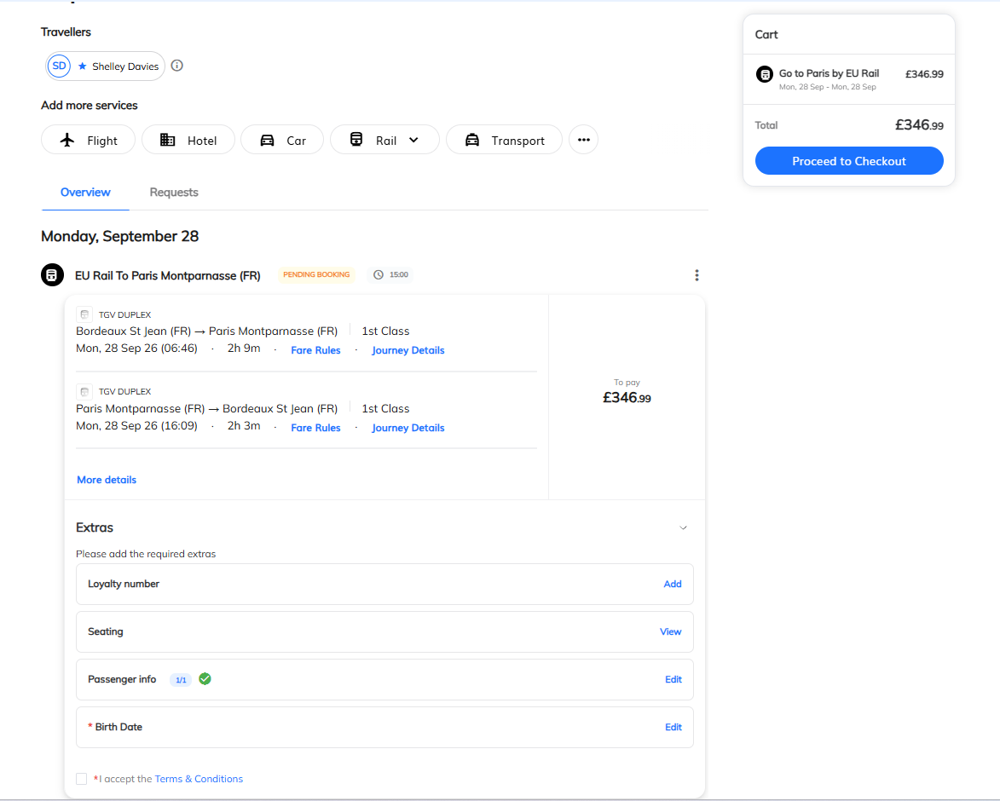 Travellers
SD ★ Shelley Davies
Add more services
Flight Hotel Car Rail Transport
Overview Requests
Monday, September 28
EU Rail To Paris Montparnasse (FR) PENDING BOOKING 15:00
TGV DUPLEX
Bordeaux St Jean (FR) → Paris Montparnasse (FR) 1st Class
Mon, 28 Sep 26 (06:46) · 2h 9m · Fare Rules · Journey Details
TGV DUPLEX
Paris Montparnasse (FR) → Bordeaux St Jean (FR) 1st Class
Mon, 28 Sep 26 (16:09) · 2h 3m · Fare Rules · Journey Details
More details
To pay
£346.99
Extras
Please add the required extras
Loyalty number Add
Seating View
Passenger info 1/1 Edit
* Birth Date Edit
*I accept the Terms & Conditions
Cart
Go to Paris by EU Rail £346.99
Mon, 28 Sep - Mon, 28 Sep
Total £346.99
Proceed to Checkout